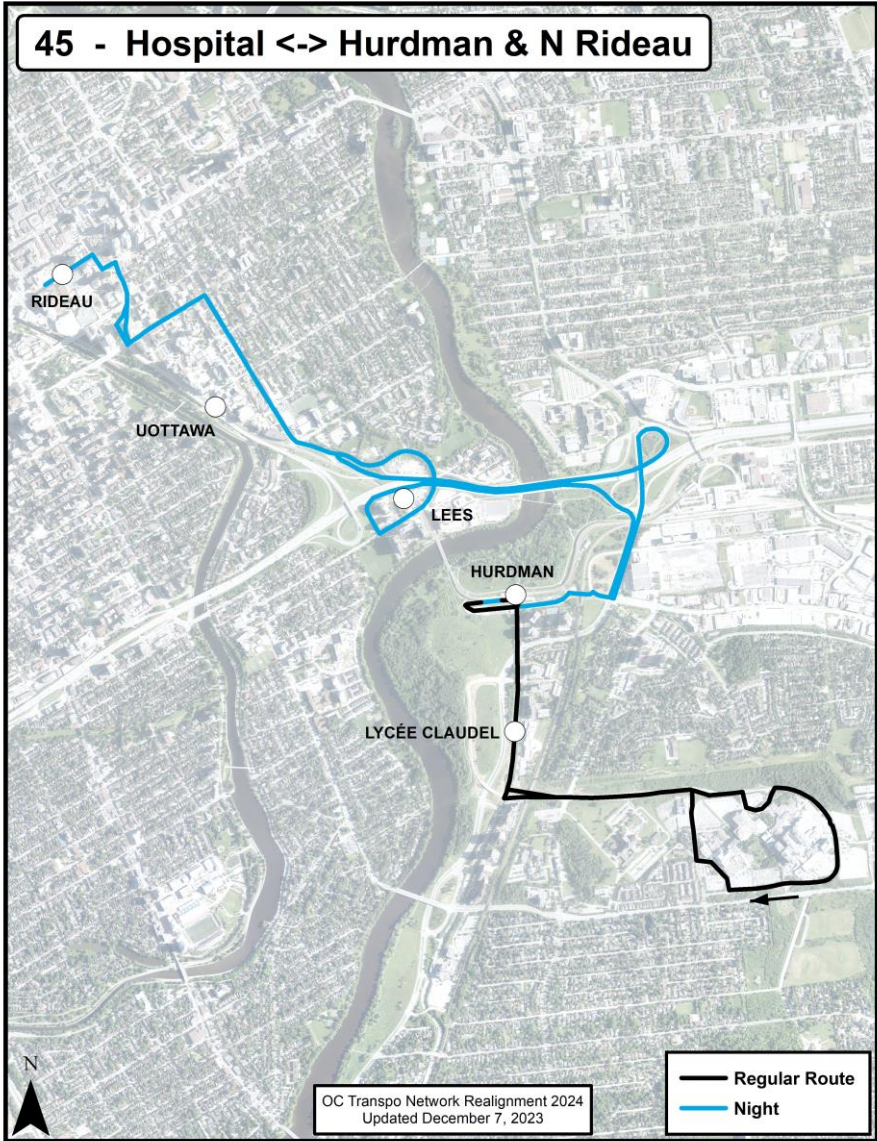 45 - Hospital <-> Hurdman & N Rideau
RIDEAU
UOTTAWA
LEES
HURDMAN
LYCÉE CLAUDEL
N
OC Transpo Network Realignment 2024
Updated December 7, 2023
Regular Route
Night